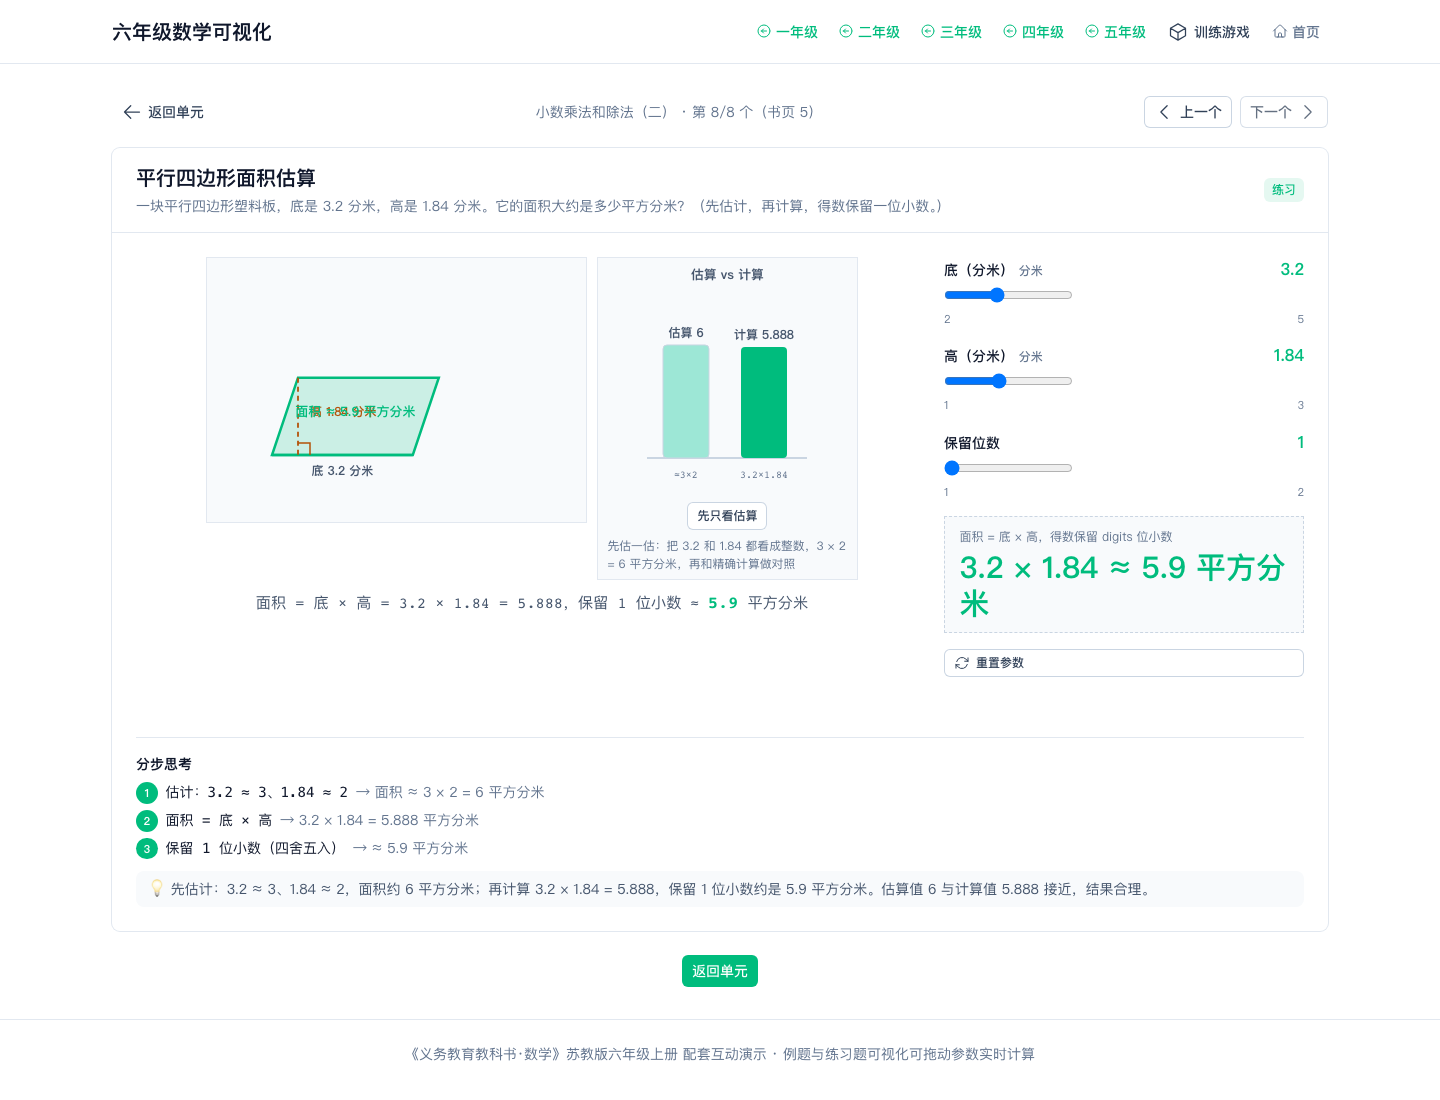 六年级数学可视化
一年级 二年级 三年级 四年级 五年级 训练游戏 首页
返回单元
小数乘法和除法（二） · 第 8/8 个（书页 5）
上一个 下一个
平行四边形面积估算
一块平行四边形塑料板，底是 3.2 分米，高是 1.84 分米。它的面积大约是多少平方分米？（先估计，再计算，得数保留一位小数。）
练习
面积 ≈ 5.9 平方分米
高 1.84 分米
底 3.2 分米
估算 vs 计算
估算 6
计算 5.888
≈3×2
3.2×1.84
先只看估算
先估一估：把 3.2 和 1.84 都看成整数，3 × 2
= 6 平方分米，再和精确计算做对照
面积 = 底 × 高 = 3.2 × 1.84 = 5.888，保留 1 位小数 ≈ 5.9 平方分米
底（分米） 分米 3.2
2 5
高（分米） 分米 1.84
1 3
保留位数 1
1 2
面积 = 底 × 高，得数保留 digits 位小数
3.2 × 1.84 ≈ 5.9 平方分
米
重置参数
分步思考
1 估计：3.2 ≈ 3、1.84 ≈ 2 → 面积 ≈ 3 × 2 = 6 平方分米
2 面积 = 底 × 高 → 3.2 × 1.84 = 5.888 平方分米
3 保留 1 位小数（四舍五入） → ≈ 5.9 平方分米
💡 先估计：3.2 ≈ 3、1.84 ≈ 2，面积约 6 平方分米；再计算 3.2 × 1.84 = 5.888，保留 1 位小数约是 5.9 平方分米。估算值 6 与计算值 5.888 接近，结果合理。
返回单元
《义务教育教科书·数学》苏教版六年级上册 配套互动演示 · 例题与练习题可视化可拖动参数实时计算